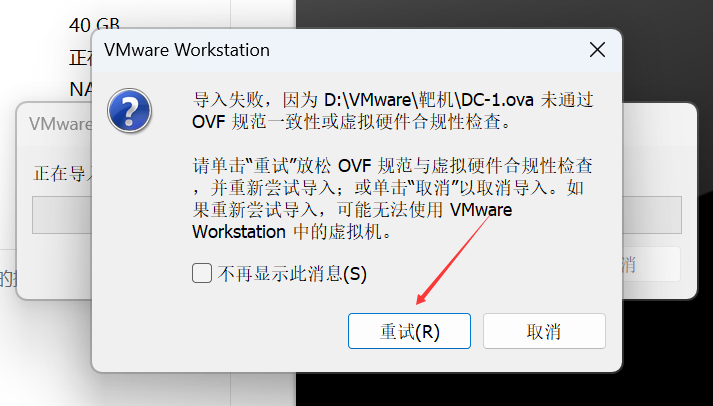 40 GB
正在
NA
VMware Workstation
导入失败，因为 D:\VMware\靶机\DC-1.ova 未通过
OVF 规范一致性或虚拟硬件合规性检查。
请单击“重试”放松 OVF 规范与虚拟硬件合规性检查
，并重新尝试导入；或单击“取消”以取消导入。如
果重新尝试导入，可能无法使用 VMware
Workstation 中的虚拟机。
VMware
正在导入
不再显示此消息(S)
消
的
重试(R)
取消